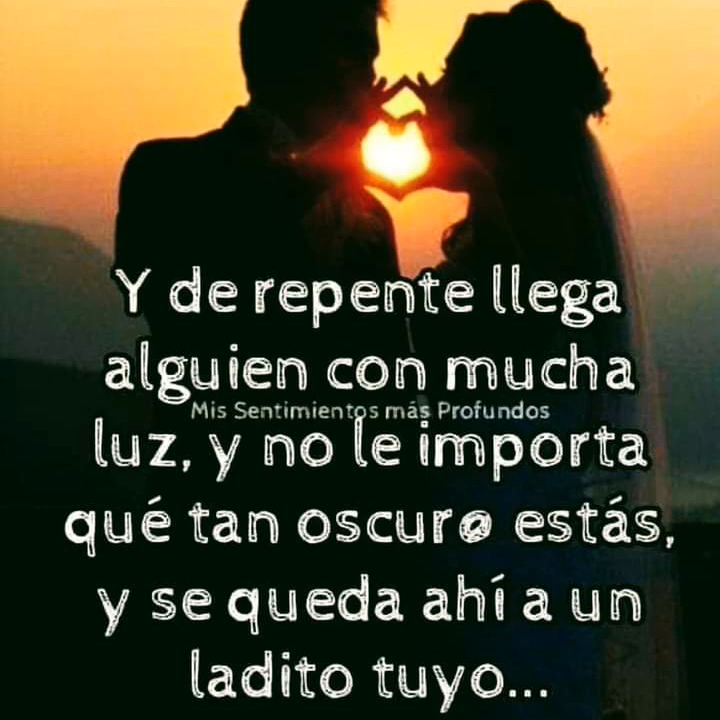 Y de repente llega
alguien con mucha
Mis Sentimientos más Profundos
luz, y no le importa
qué tan oscuro estás,
y se queda ahí a un
ladito tuyo...